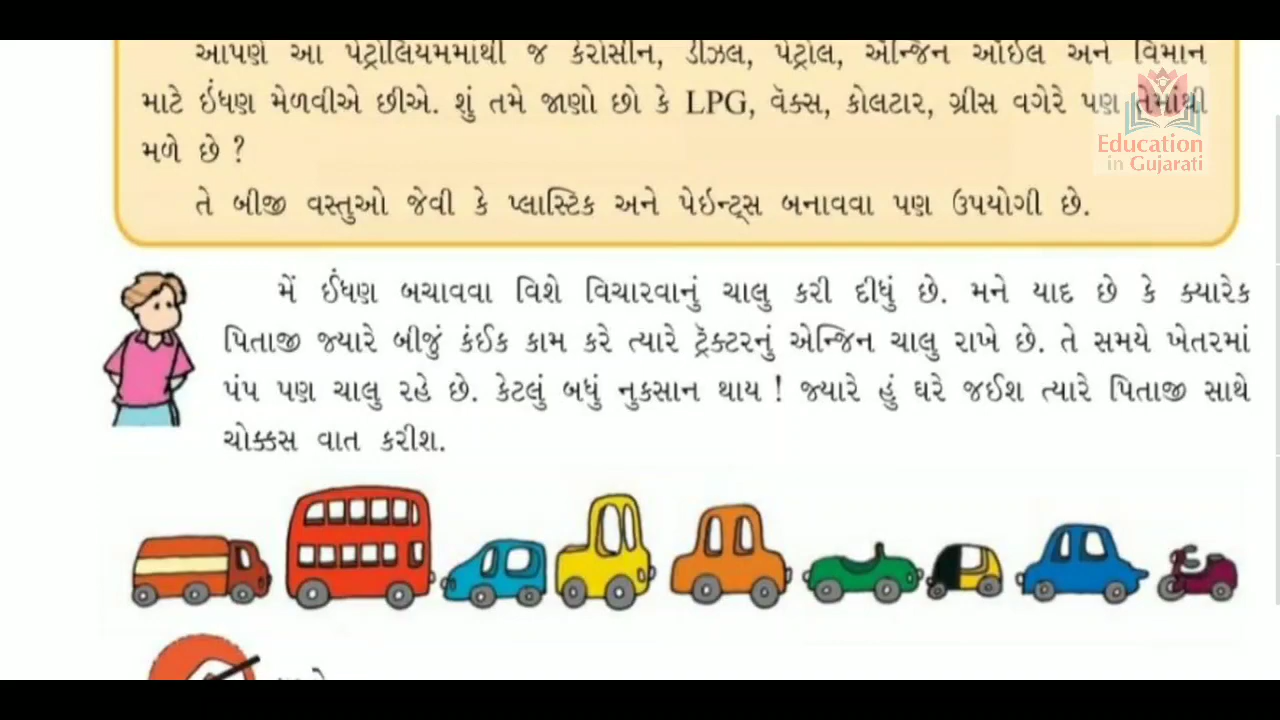 આપણે આ પેટ્રોલિયમમાંથી જ કેરોસીન, ડીઝલ, પેટ્રોલ, એન્જિન ઑઇલ અને વિમાન
માટે ઇંધણ મેળવીએ છીએ. શું તમે જાણો છો કે LPG, વૅક્સ, કોલટાર, ગ્રીસ વગેરે પણ તેમાંથી
મળે છે ?
Education
in Gujarati
તે બીજી વસ્તુઓ જેવી કે પ્લાસ્ટિક અને પેઇન્ટ્સ બનાવવા પણ ઉપયોગી છે.
મેં ઈંધણ બચાવવા વિશે વિચારવાનું ચાલુ કરી દીધું છે. મને યાદ છે કે ક્યારેક
પિતાજી જ્યારે બીજું કંઈક કામ કરે ત્યારે ટ્રૅક્ટરનું એન્જિન ચાલુ રાખે છે. તે સમયે ખેતરમાં
પંપ પણ ચાલુ રહે છે. કેટલું બધું નુકસાન થાય ! જ્યારે હું ઘરે જઈશ ત્યારે પિતાજી સાથે
ચોક્કસ વાત કરીશ.